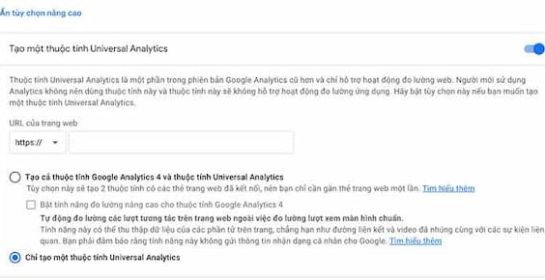 Ẩn tùy chọn nâng cao
Tạo một thuộc tính Universal Analytics
Thuộc tính Universal Analytics là một phần trong phiên bản Google Analytics cũ hơn và chỉ hỗ trợ hoạt động đo lường web. Người mới sử dụng
Analytics không nên dùng thuộc tính này và thuộc tính này sẽ không hỗ trợ hoạt động đo lường ứng dụng. Hãy bật tùy chọn này nếu bạn muốn tạo
một thuộc tính Universal Analytics.
URL của trang web
https://
Tạo cả thuộc tính Google Analytics 4 và thuộc tính Universal Analytics
Tùy chọn này sẽ tạo 2 thuộc tính có các thẻ trang web đã kết nối, nên bạn chỉ cần gắn thẻ trang web một lần. Tìm hiểu thêm
Bật tính năng đo lường nâng cao cho thuộc tính Google Analytics 4
Tự động đo lường các lượt tương tác trên trang web ngoài việc đo lường lượt xem màn hình chuẩn.
Tính năng này có thể thu thập dữ liệu của các phần tử trên trang, chẳng hạn như đường liên kết và video đã nhúng cùng với các sự kiện liên
quan. Bạn phải đảm bảo rằng tính năng này không gửi thông tin nhận dạng cá nhân cho Google. Tìm hiểu thêm
Chỉ tạo một thuộc tính Universal Analytics